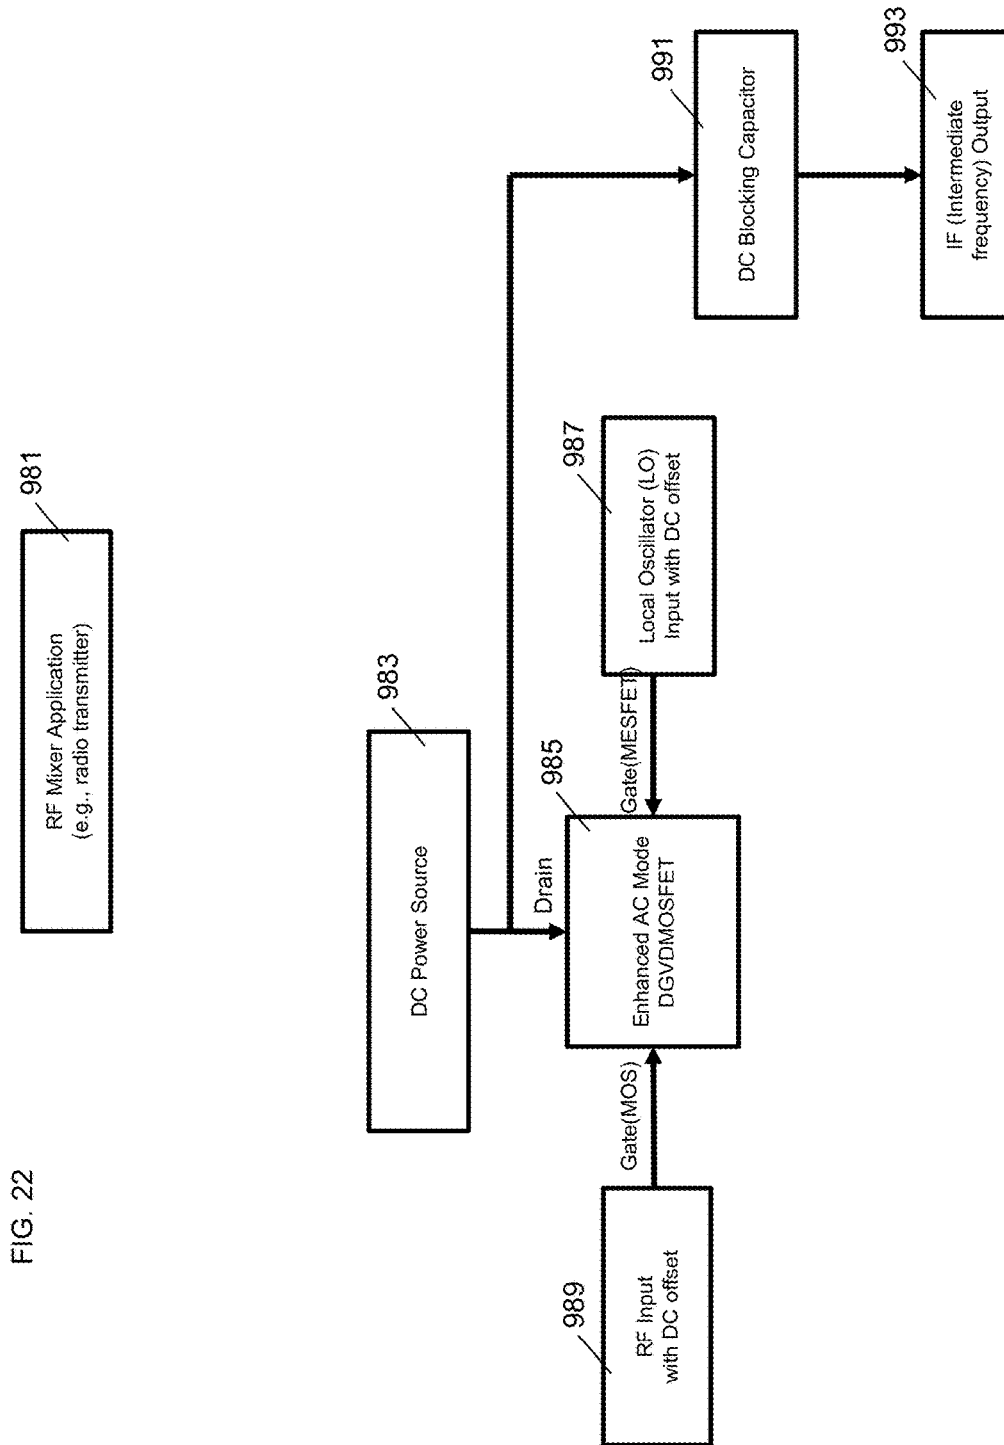 FIG. 22
981
RF Mixer Application
(e.g., radio transmitter)
983
DC Power Source
Drain
989
RF Input
with DC offset
Gate(MOS)
985
Enhanced AC Mode
DGVDMOSFET
Gate(MESFET)
987
Local Oscillator (LO)
Input with DC offset
991
DC Blocking Capacitor
993
IF (Intermediate
frequency) Output